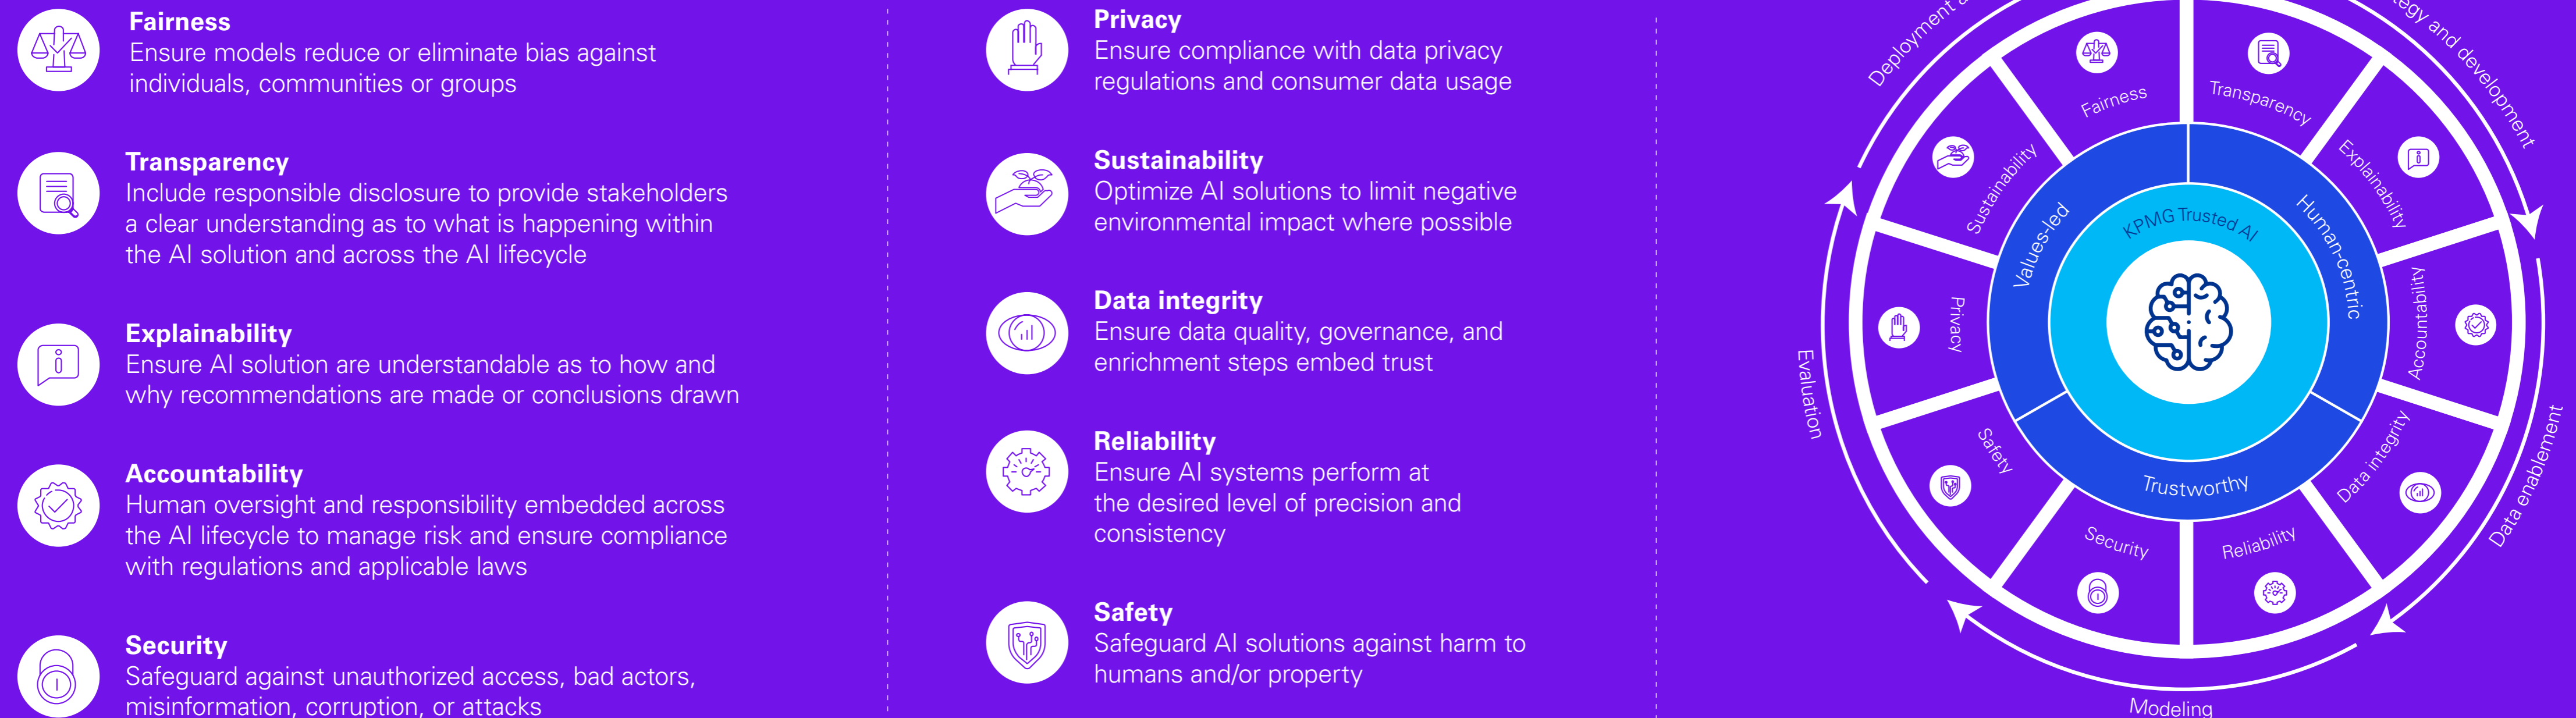 Fairness
Ensure models reduce or eliminate bias against
individuals, communities or groups
Transparency
Include responsible disclosure to provide stakeholders
a clear understanding as to what is happening within
the AI solution and across the AI lifecycle
Explainability
Ensure AI solution are understandable as to how and
why recommendations are made or conclusions drawn
Accountability
Human oversight and responsibility embedded across
the AI lifecycle to manage risk and ensure compliance
with regulations and applicable laws
Security
Safeguard against unauthorized access, bad actors,
misinformation, corruption, or attacks
Privacy
Ensure compliance with data privacy
regulations and consumer data usage
Sustainability
Optimize AI solutions to limit negative
environmental impact where possible
Data integrity
Ensure data quality, governance, and
enrichment steps embed trust
Reliability
Ensure AI systems perform at
the desired level of precision and
consistency
Safety
Safeguard AI solutions against harm to
humans and/or property
Deployment
and development
Data enablement
Modeling
Evaluation
Fairness
Transparency
Explainability
Accountability
Data integrity
Reliability
Security
Safety
Privacy
Sustainability
Values-led
Human-centric
Trustworthy
KPMG Trusted AI